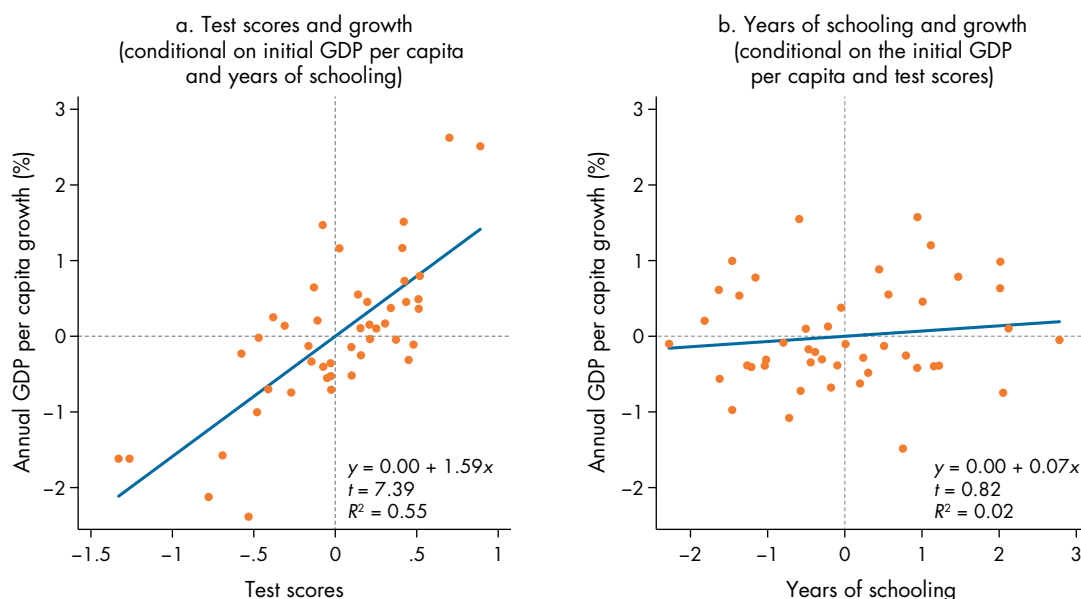 a. Test scores and growth
(conditional on initial GDP per capita
and years of schooling)
Annual GDP per capita growth (%)
3
2
1
0
−1
−2
y = 0.00 + 1.59x
t = 7.39
R² = 0.55
−1.5
−1
−.5
0
.5
1
Test scores
b. Years of schooling and growth
(conditional on the initial GDP
per capita and test scores)
Annual GDP per capita growth (%)
3
2
1
0
−1
−2
y = 0.00 + 0.07x
t = 0.82
R² = 0.02
−2
−1
0
1
2
3
Years of schooling